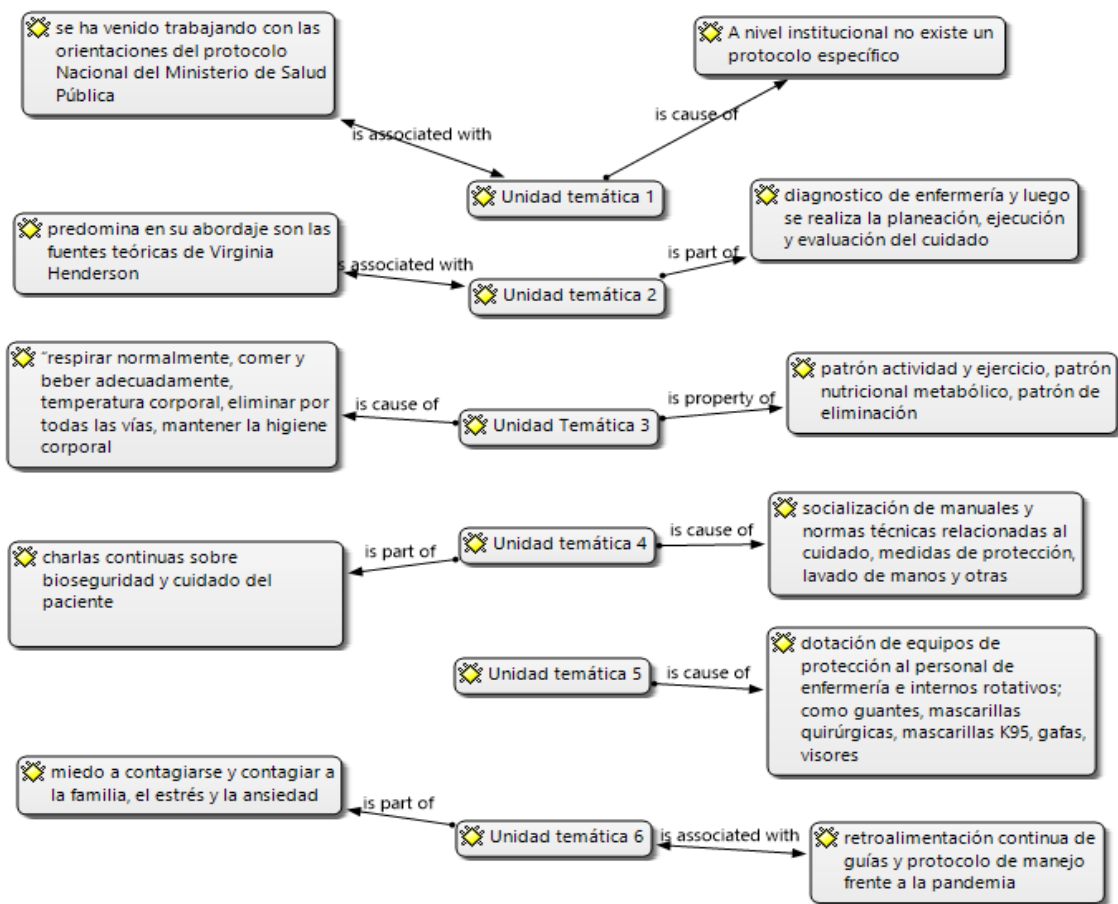 se ha venido trabajando con las
orientaciones del protocolo
Nacional del Ministerio de Salud
Pública
A nivel institucional no existe un
protocolo específico
is cause of
is associated with
Unidad temática 1
predomina en su abordaje son las
fuentes teóricas de Virginia
Henderson
diagnostico de enfermería y luego
se realiza la planeación, ejecución
y evaluación del cuidado
is associated with
is part of
Unidad temática 2
“respirar normalmente, comer y
beber adecuadamente,
temperatura corporal, eliminar por
todas las vías, mantener la higiene
corporal
is cause of
Unidad Temática 3
is property of
patrón actividad y ejercicio, patrón
nutricional metabólico, patrón de
eliminación
charlas continuas sobre
bioseguridad y cuidado del
paciente
is part of
Unidad temática 4
is cause of
socialización de manuales y
normas técnicas relacionadas al
cuidado, medidas de protección,
lavado de manos y otras
Unidad temática 5
is cause of
dotación de equipos de
protección al personal de
enfermería e internos rotativos;
como guantes, mascarillas
quirúrgicas, mascarillas K95, gafas,
visores
miedo a contagiarse y contagiar a
la familia, el estrés y la ansiedad
is part of
Unidad temática 6
is associated with
retroalimentación continua de
guías y protocolo de manejo
frente a la pandemia